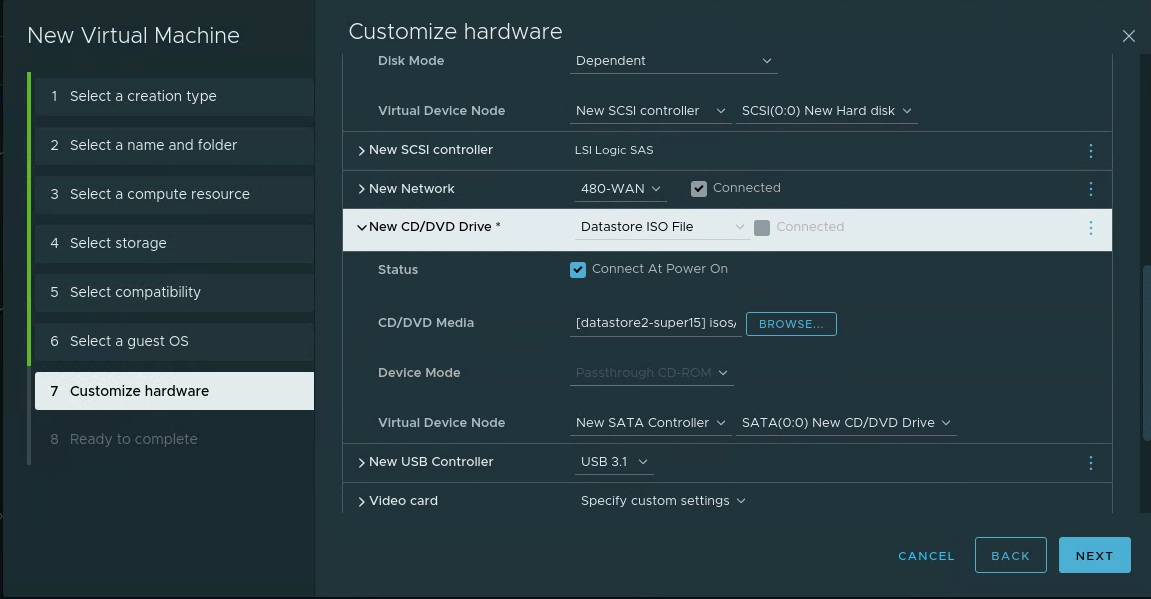 New Virtual Machine
1 Select a creation type
2 Select a name and folder
3 Select a compute resource
4 Select storage
5 Select compatibility
6 Select a guest OS
7 Customize hardware
8 Ready to complete
Customize hardware
Disk Mode Dependent
Virtual Device Node New SCSI controller SCSI(0:0) New Hard disk
New SCSI controller LSI Logic SAS
New Network 480-WAN Connected
New CD/DVD Drive * Datastore ISO File Connected
Status Connect At Power On
CD/DVD Media [datastore2-super15] isos/ BROWSE...
Device Mode Passthrough CD-ROM
Virtual Device Node New SATA Controller SATA(0:0) New CD/DVD Drive
New USB Controller USB 3.1
Video card Specify custom settings
CANCEL BACK NEXT